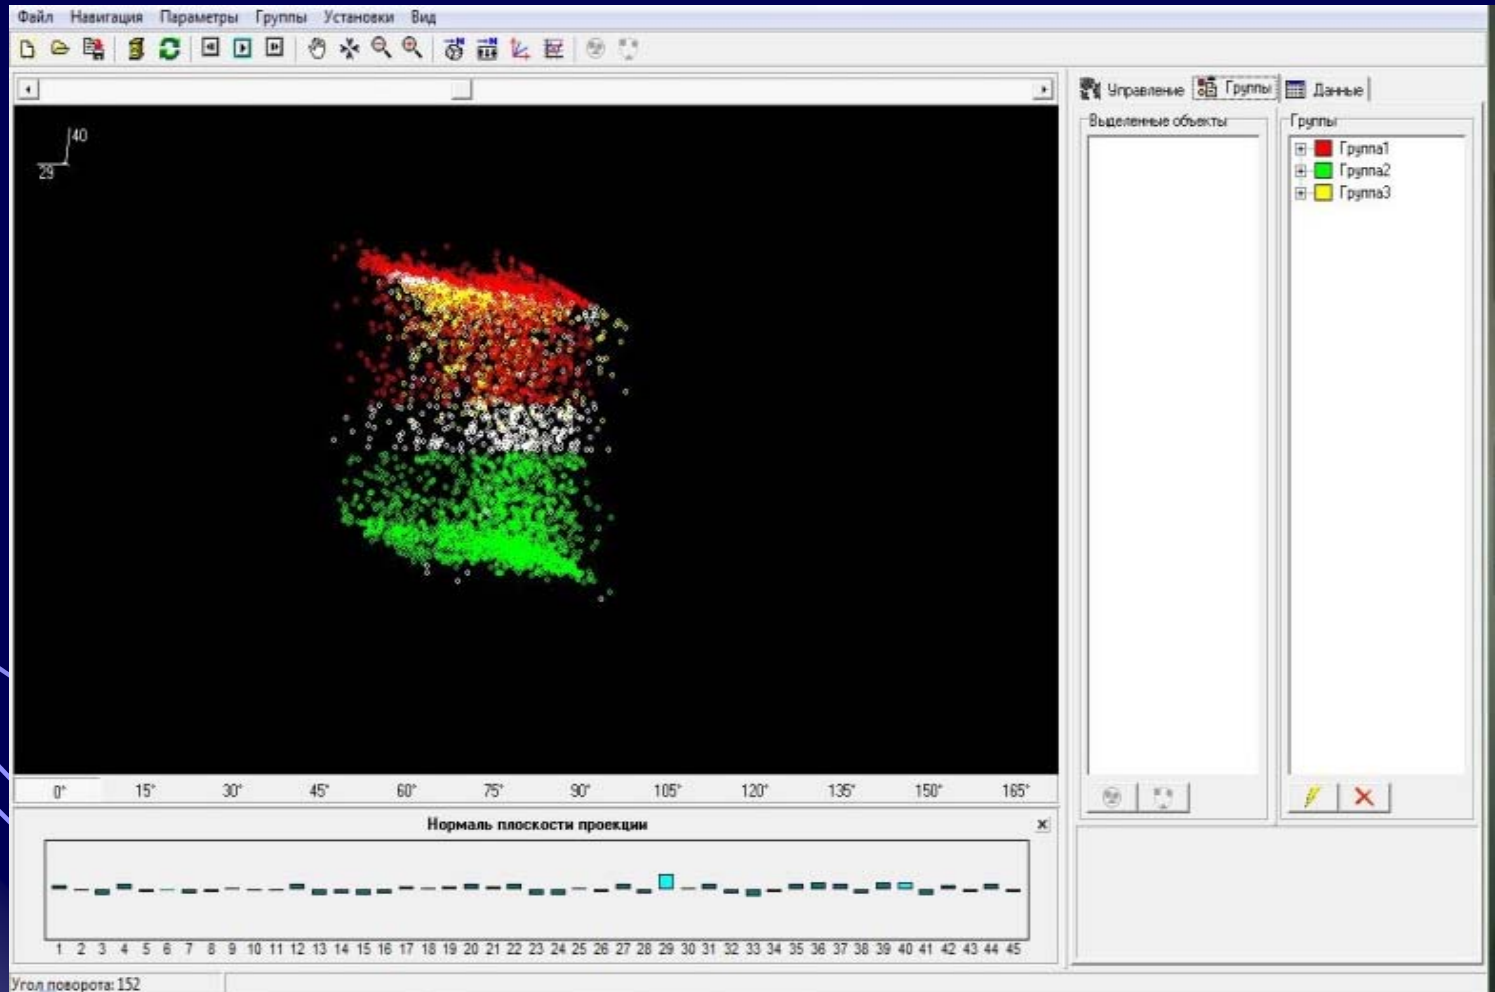 Файл Навигация Параметры Группы Установки Вид
Управление Группы Данные
Выделенные объекты Группы
40
29
Группа1
Группа2
Группа3
0° 15° 30° 45° 60° 75° 90° 105° 120° 135° 150° 165°
Нормаль плоскости проекции
1 2 3 4 5 6 7 8 9 10 11 12 13 14 15 16 17 18 19 20 21 22 23 24 25 26 27 28 29 30 31 32 33 34 35 36 37 38 39 40 41 42 43 44 45
Угол поворота: 152